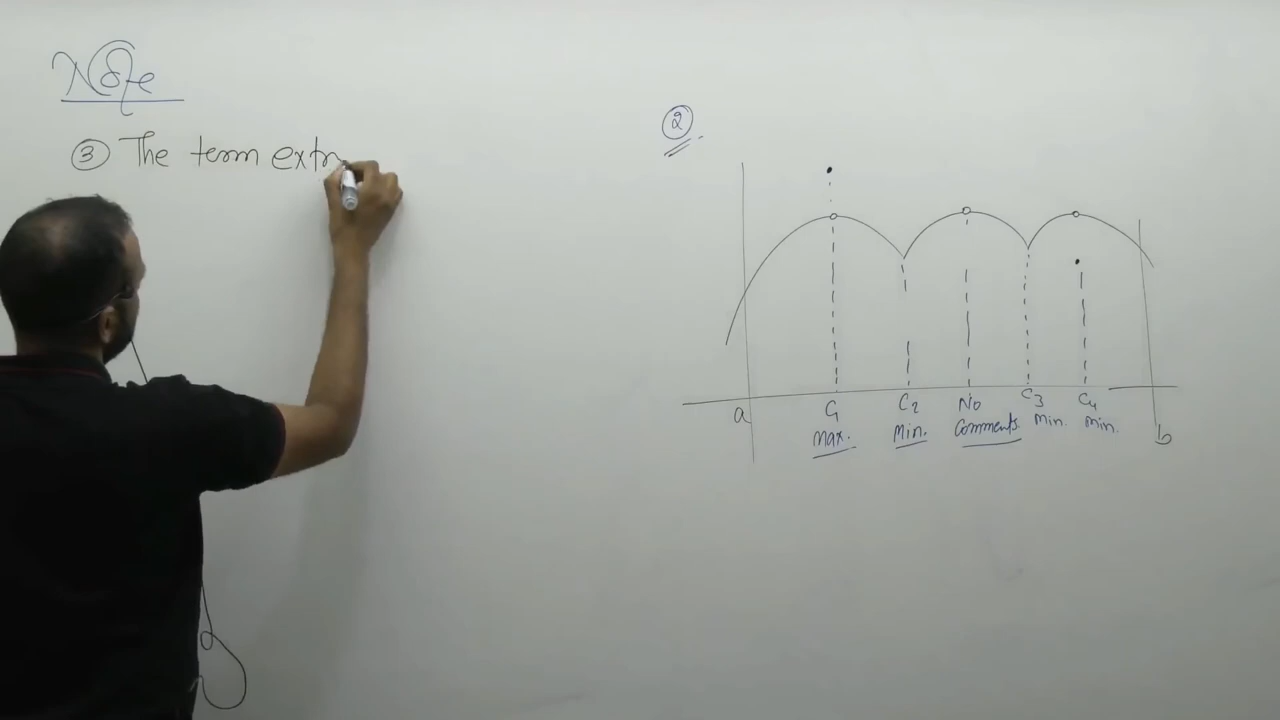 Note
③ The term extr
②.
a C₁ C₂ No C₃ C₄ b
Max. Min. Comments. Min. Min.